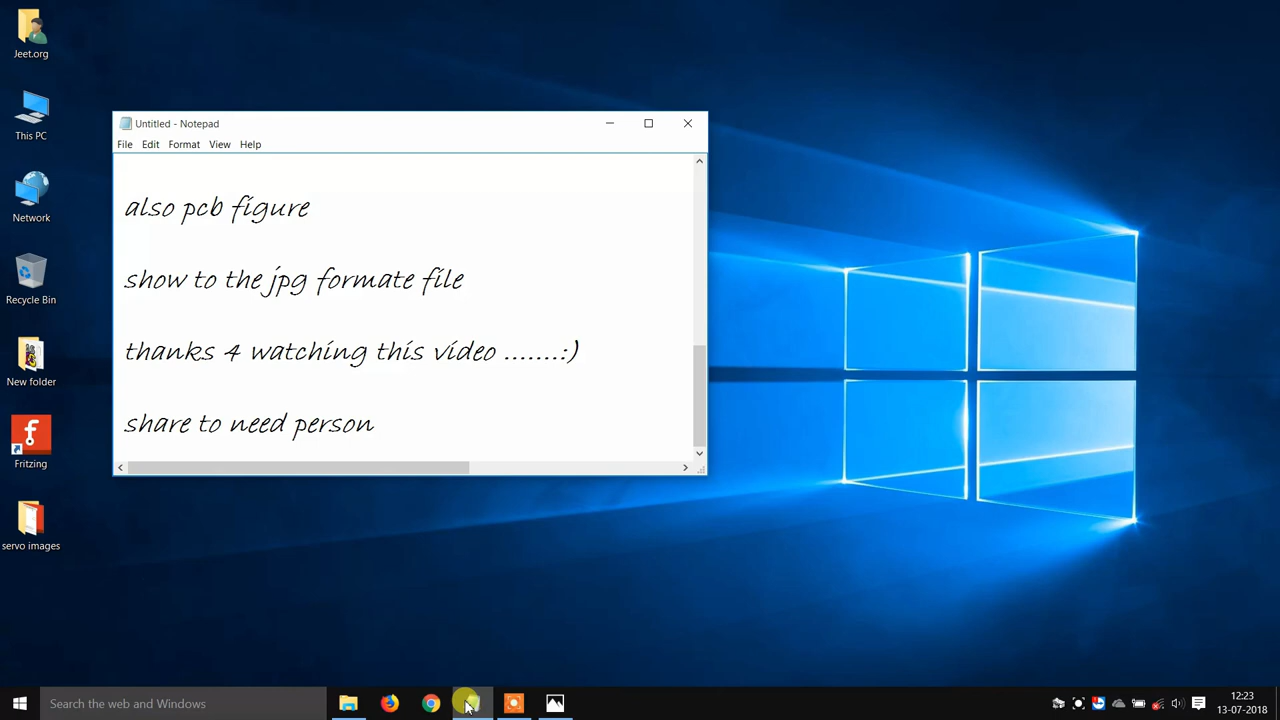 Jeet.org
This PC
Network
Recycle Bin
New folder
Fritzing
servo images
Untitled - Notepad
File Edit Format View Help
also pcb figure
show to the jpg formate file
thanks 4 watching this video .......:)
share to need person
Search the web and Windows
12:23
13-07-2018